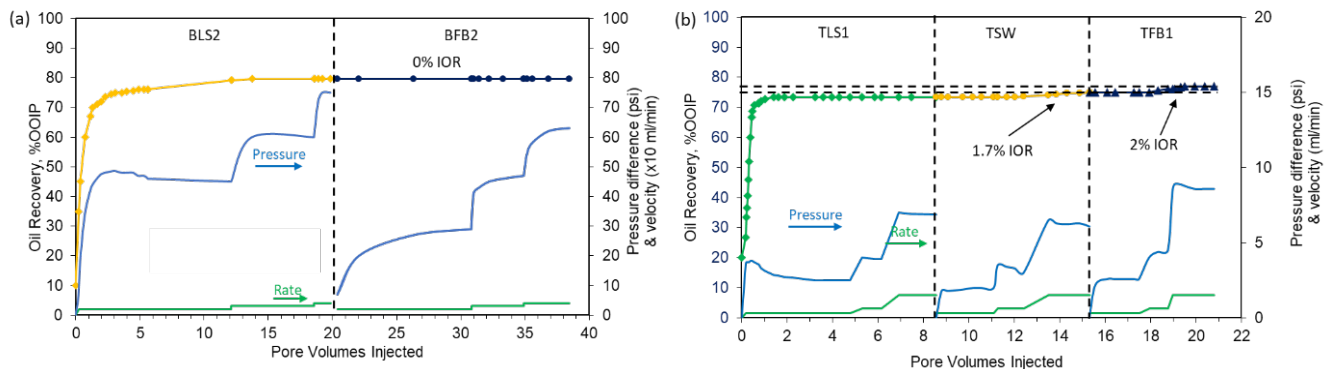 (a)
BLS2
BFB2
0% IOR
Pressure
Rate
Oil Recovery, %OOIP
100
90
80
70
60
50
40
30
20
10
0
0 5 10 15 20 25 30 35 40
Pore Volumes Injected
100
90
80
70
60
50
40
30
20
10
0
Pressure difference (psi)
& velocity (x10 ml/min)
(b)
TLS1
TSW
TFB1
1.7% IOR
2% IOR
Pressure
Rate
Oil Recovery, %OOIP
100
90
80
70
60
50
40
30
20
10
0
0 2 4 6 8 10 12 14 16 18 20 22
Pore Volumes Injected
20
15
10
5
0
Pressure difference (psi)
& velocity (ml/min)